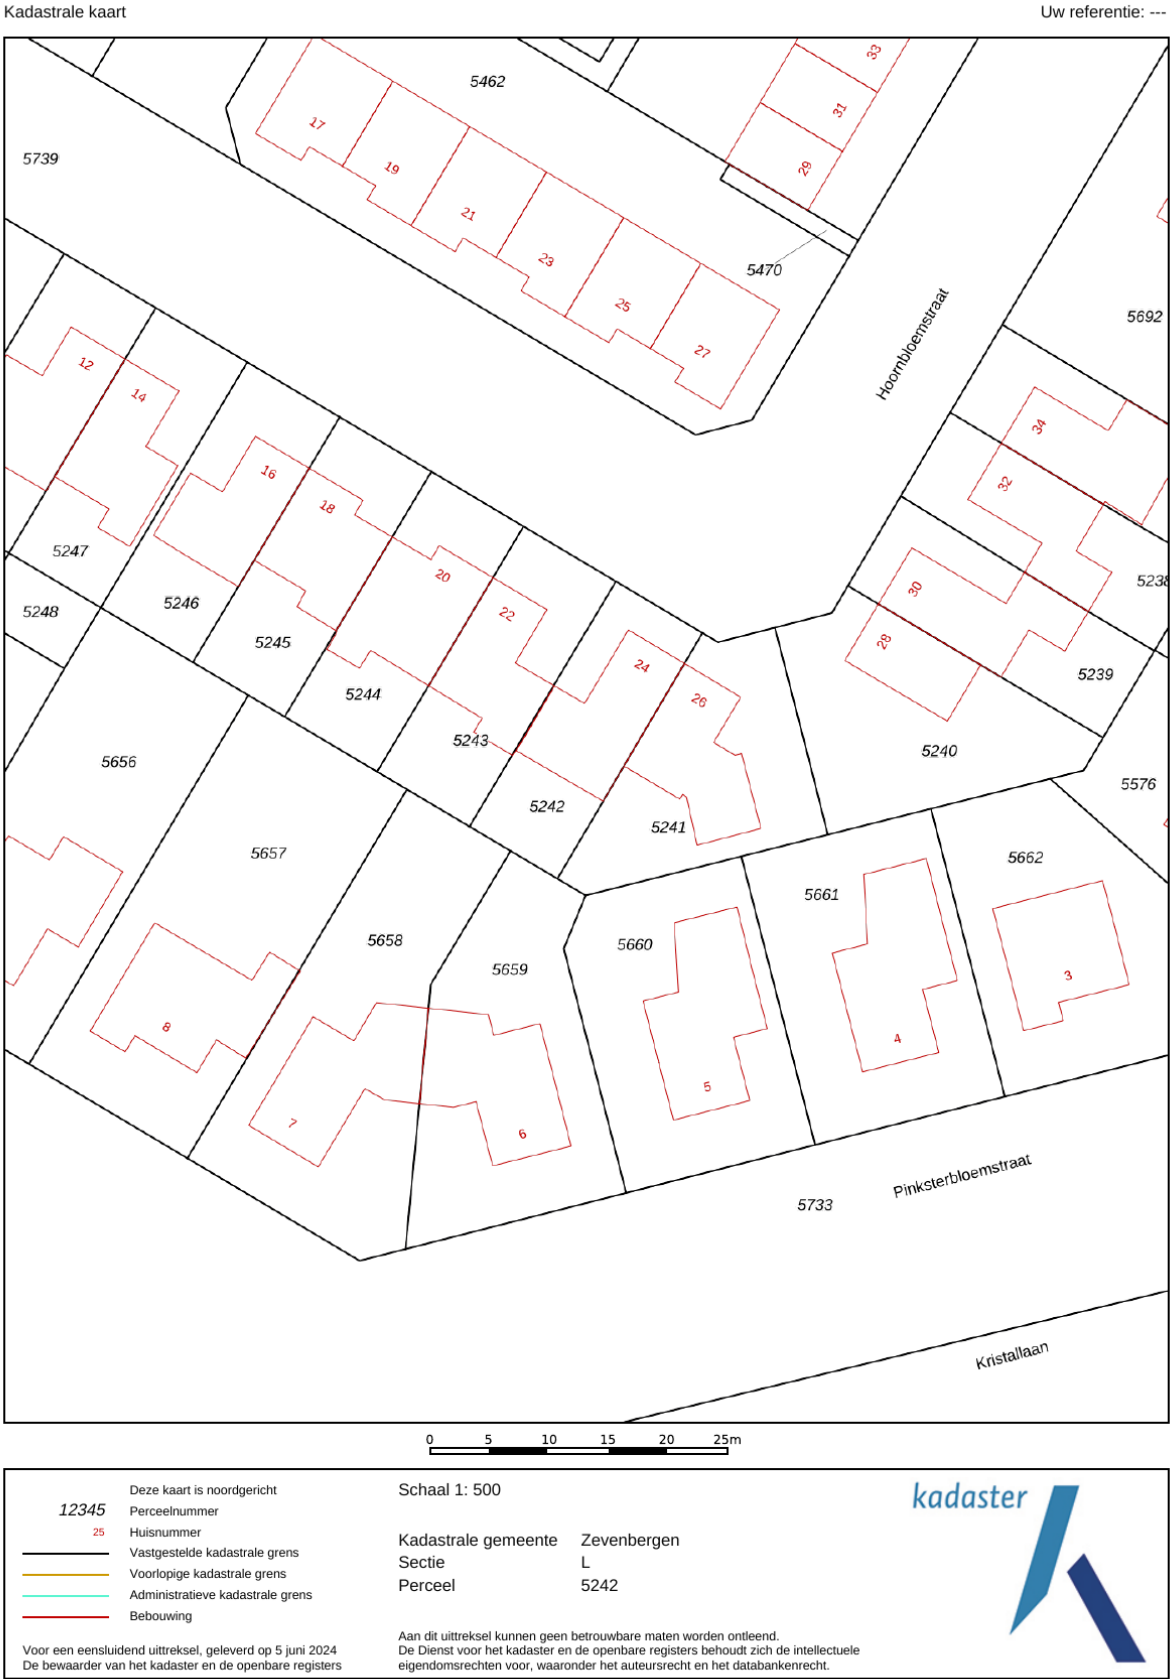 Kadastrale kaart
Uw referentie: ---
5462
33
31
17
29
5739
19
21
23
5470
25
5692
Hoornbloemstraat
27
12
14
34
16
32
18
5247
20
5238
30
5246
5248
22
28
5245
24
5239
5244
26
5243
5240
5656
5576
5242
5241
5657
5662
5661
5658
5660
5659
3
8
4
5
7
6
Pinksterbloemstraat
5733
Kristallaan
0 5 10 15 20 25m
Deze kaart is noordgericht
12345 Perceelnummer
25 Huisnummer
Vastgestelde kadastrale grens
Voorlopige kadastrale grens
Administratieve kadastrale grens
Bebouwing
Voor een eensluidend uittreksel, geleverd op 5 juni 2024
De bewaarder van het kadaster en de openbare registers
Schaal 1: 500
Kadastrale gemeente Zevenbergen
Sectie L
Perceel 5242
Aan dit uittreksel kunnen geen betrouwbare maten worden ontleend.
De Dienst voor het kadaster en de openbare registers behoudt zich de intellectuele
eigendomsrechten voor, waaronder het auteursrecht en het databankenrecht.
kadaster